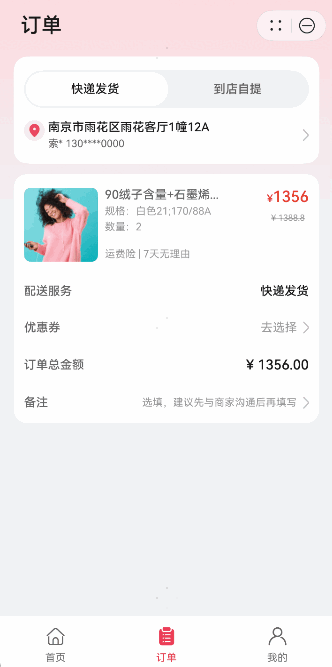 订单
快递发货
到店自提
南京市雨花区雨花客厅1幢12A
索* 130****0000
90绒子含量+石墨烯...
¥1356
规格：白色21;170/88A
¥ 1388.8
数量：2
运费险 | 7天无理由
配送服务
快递发货
优惠券
去选择
订单总金额
¥ 1356.00
备注
选填，建议先与商家沟通后再填写
首页
订单
我的